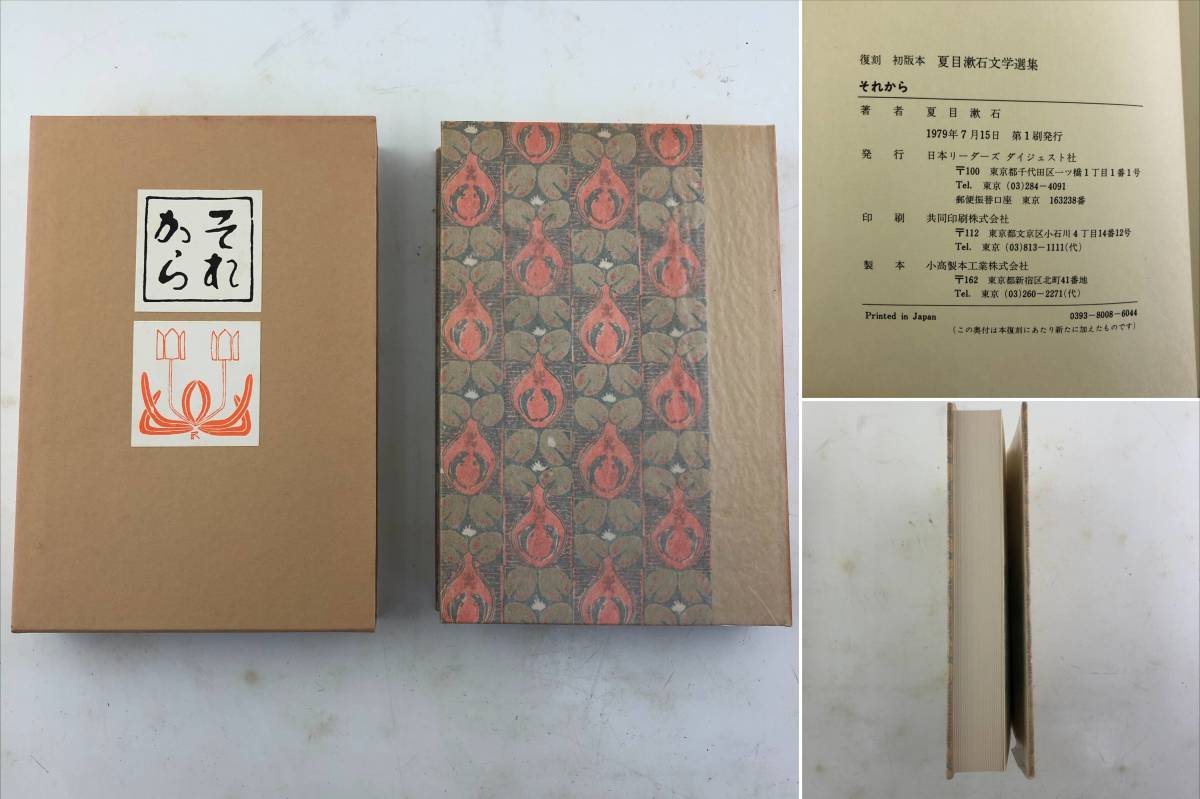 それ
から
復刻 初版本 夏目漱石文学選集
それから
著者 夏目漱石
1979年7月15日 第1刷発行
発行 日本リーダーズ ダイジェスト社
〒100 東京都千代田区一ツ橋1丁目1番1号
Tel. 東京 (03)284-4091
郵便振替口座 東京 163238番
印刷 共同印刷株式会社
〒112 東京都文京区小石川4丁目14番12号
Tel. 東京 (03)813-1111(代)
製本 小高製本工業株式会社
〒162 東京都新宿区北町41番地
Tel. 東京 (03)260-2271(代)
Printed in Japan 0393-8008-6044
(この奥付は本復刻にあたり新たに加えたものです)